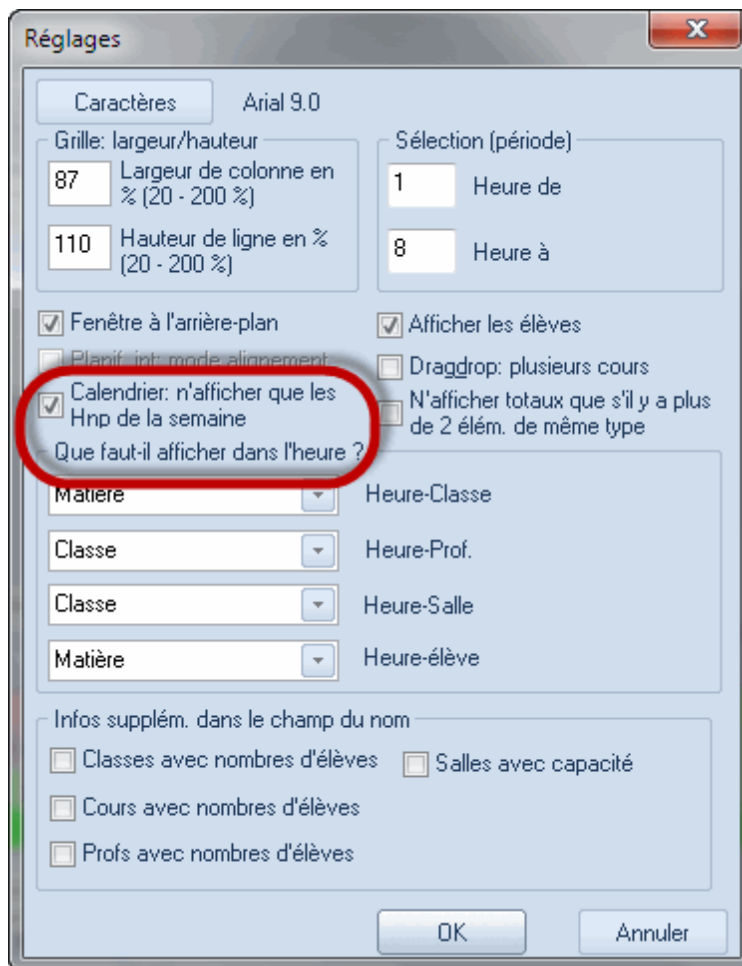 Réglages
Caractères Arial 9.0
Grille: largeur/hauteur
87 Largeur de colonne en
% (20 - 200 %)
110 Hauteur de ligne en %
(20 - 200 %)
Sélection (période)
1 Heure de
8 Heure à
Fenêtre à l'arrière-plan
Planif. int: mode alignement
Calendrier: n'afficher que les
Hnp de la semaine
Afficher les élèves
Dragdrop: plusieurs cours
N'afficher totaux que s'il y a plus
de 2 élém. de même type
Que faut-il afficher dans l'heure ?
Matière Heure-Classe
Classe Heure-Prof.
Classe Heure-Salle
Matière Heure-élève
Infos supplém. dans le champ du nom
Classes avec nombres d'élèves Salles avec capacité
Cours avec nombres d'élèves
Profs avec nombres d'élèves
OK Annuler